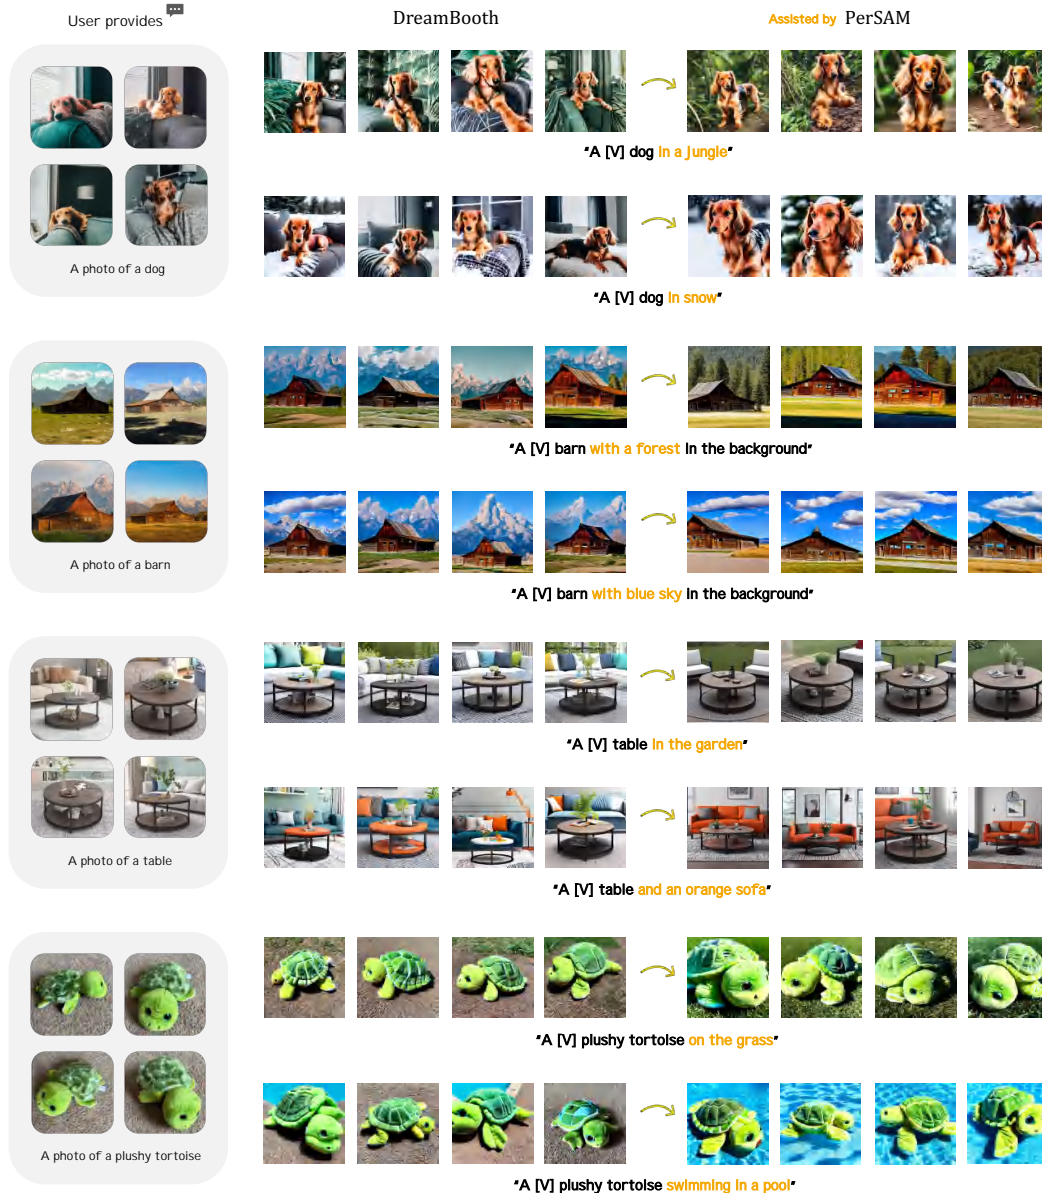 User provides
DreamBooth
Assisted by PerSAM
"A [V] dog in a jungle"
"A [V] dog in snow"
A photo of a dog
"A [V] barn with a forest in the background"
"A [V] barn with blue sky in the background"
A photo of a barn
"A [V] table in the garden"
"A [V] table and an orange sofa"
A photo of a table
"A [V] plushy tortoise on the grass"
"A [V] plushy tortoise swimming in a pool"
A photo of a plushy tortoise